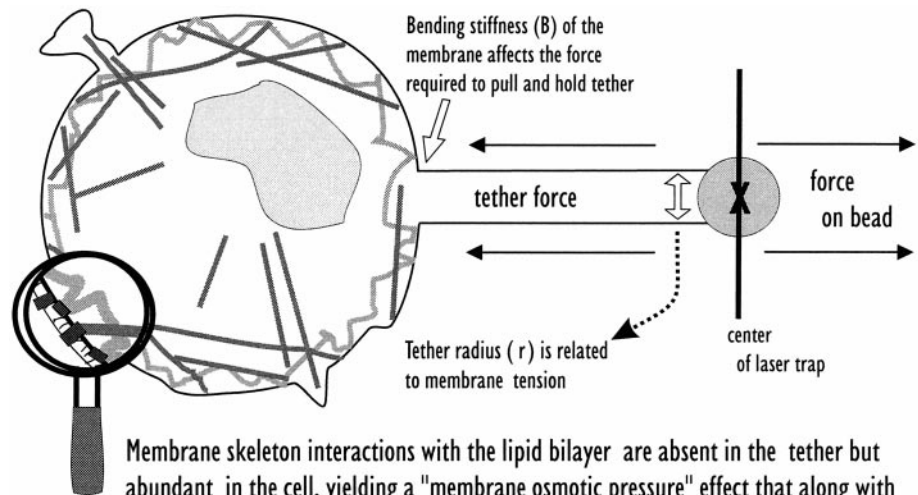 Bending stiffness (B) of the
membrane affects the force
required to pull and hold tether
tether force
X
force
on bead
Tether radius ( r ) is related
to membrane tension
center
of laser trap
Membrane skeleton interactions with the lipid bilayer are absent in the tether but
abundant in the cell, yielding a "membrane osmotic pressure" effect that along with